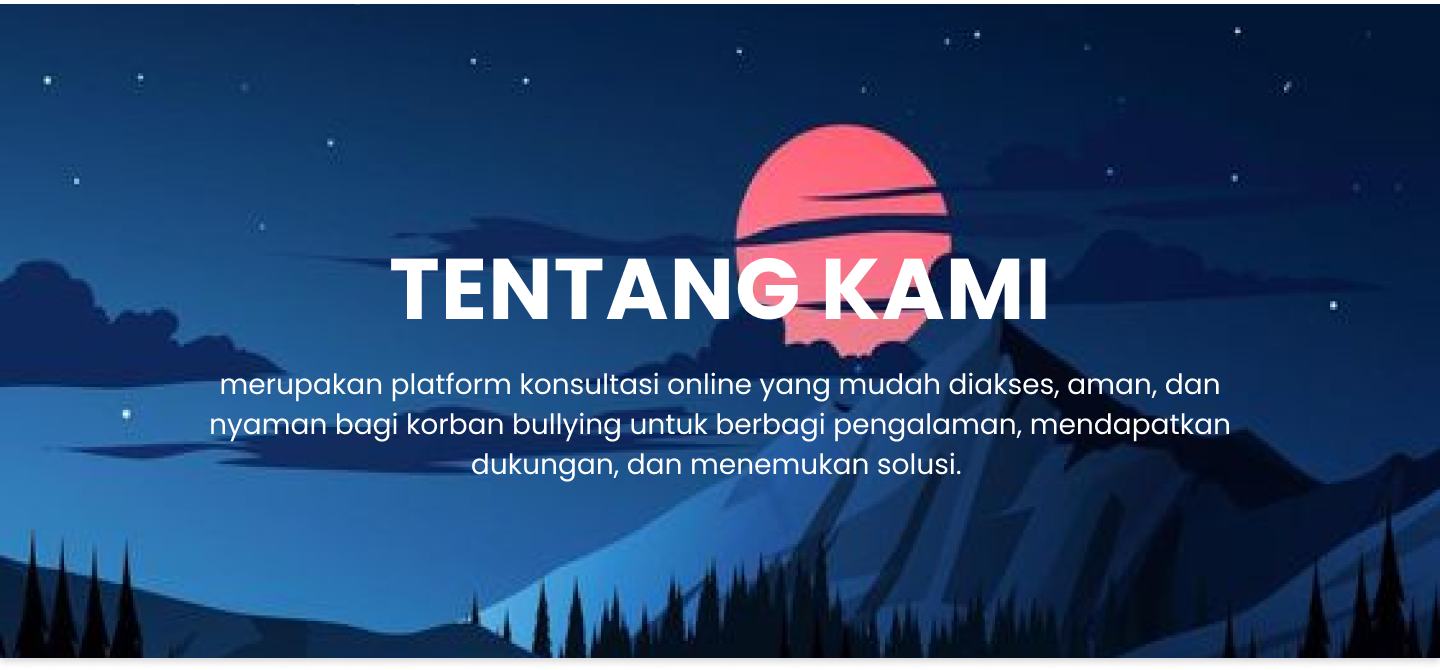 TENTANG KAMI
merupakan platform konsultasi online yang mudah diakses, aman, dan
nyaman bagi korban bullying untuk berbagi pengalaman, mendapatkan
dukungan, dan menemukan solusi.